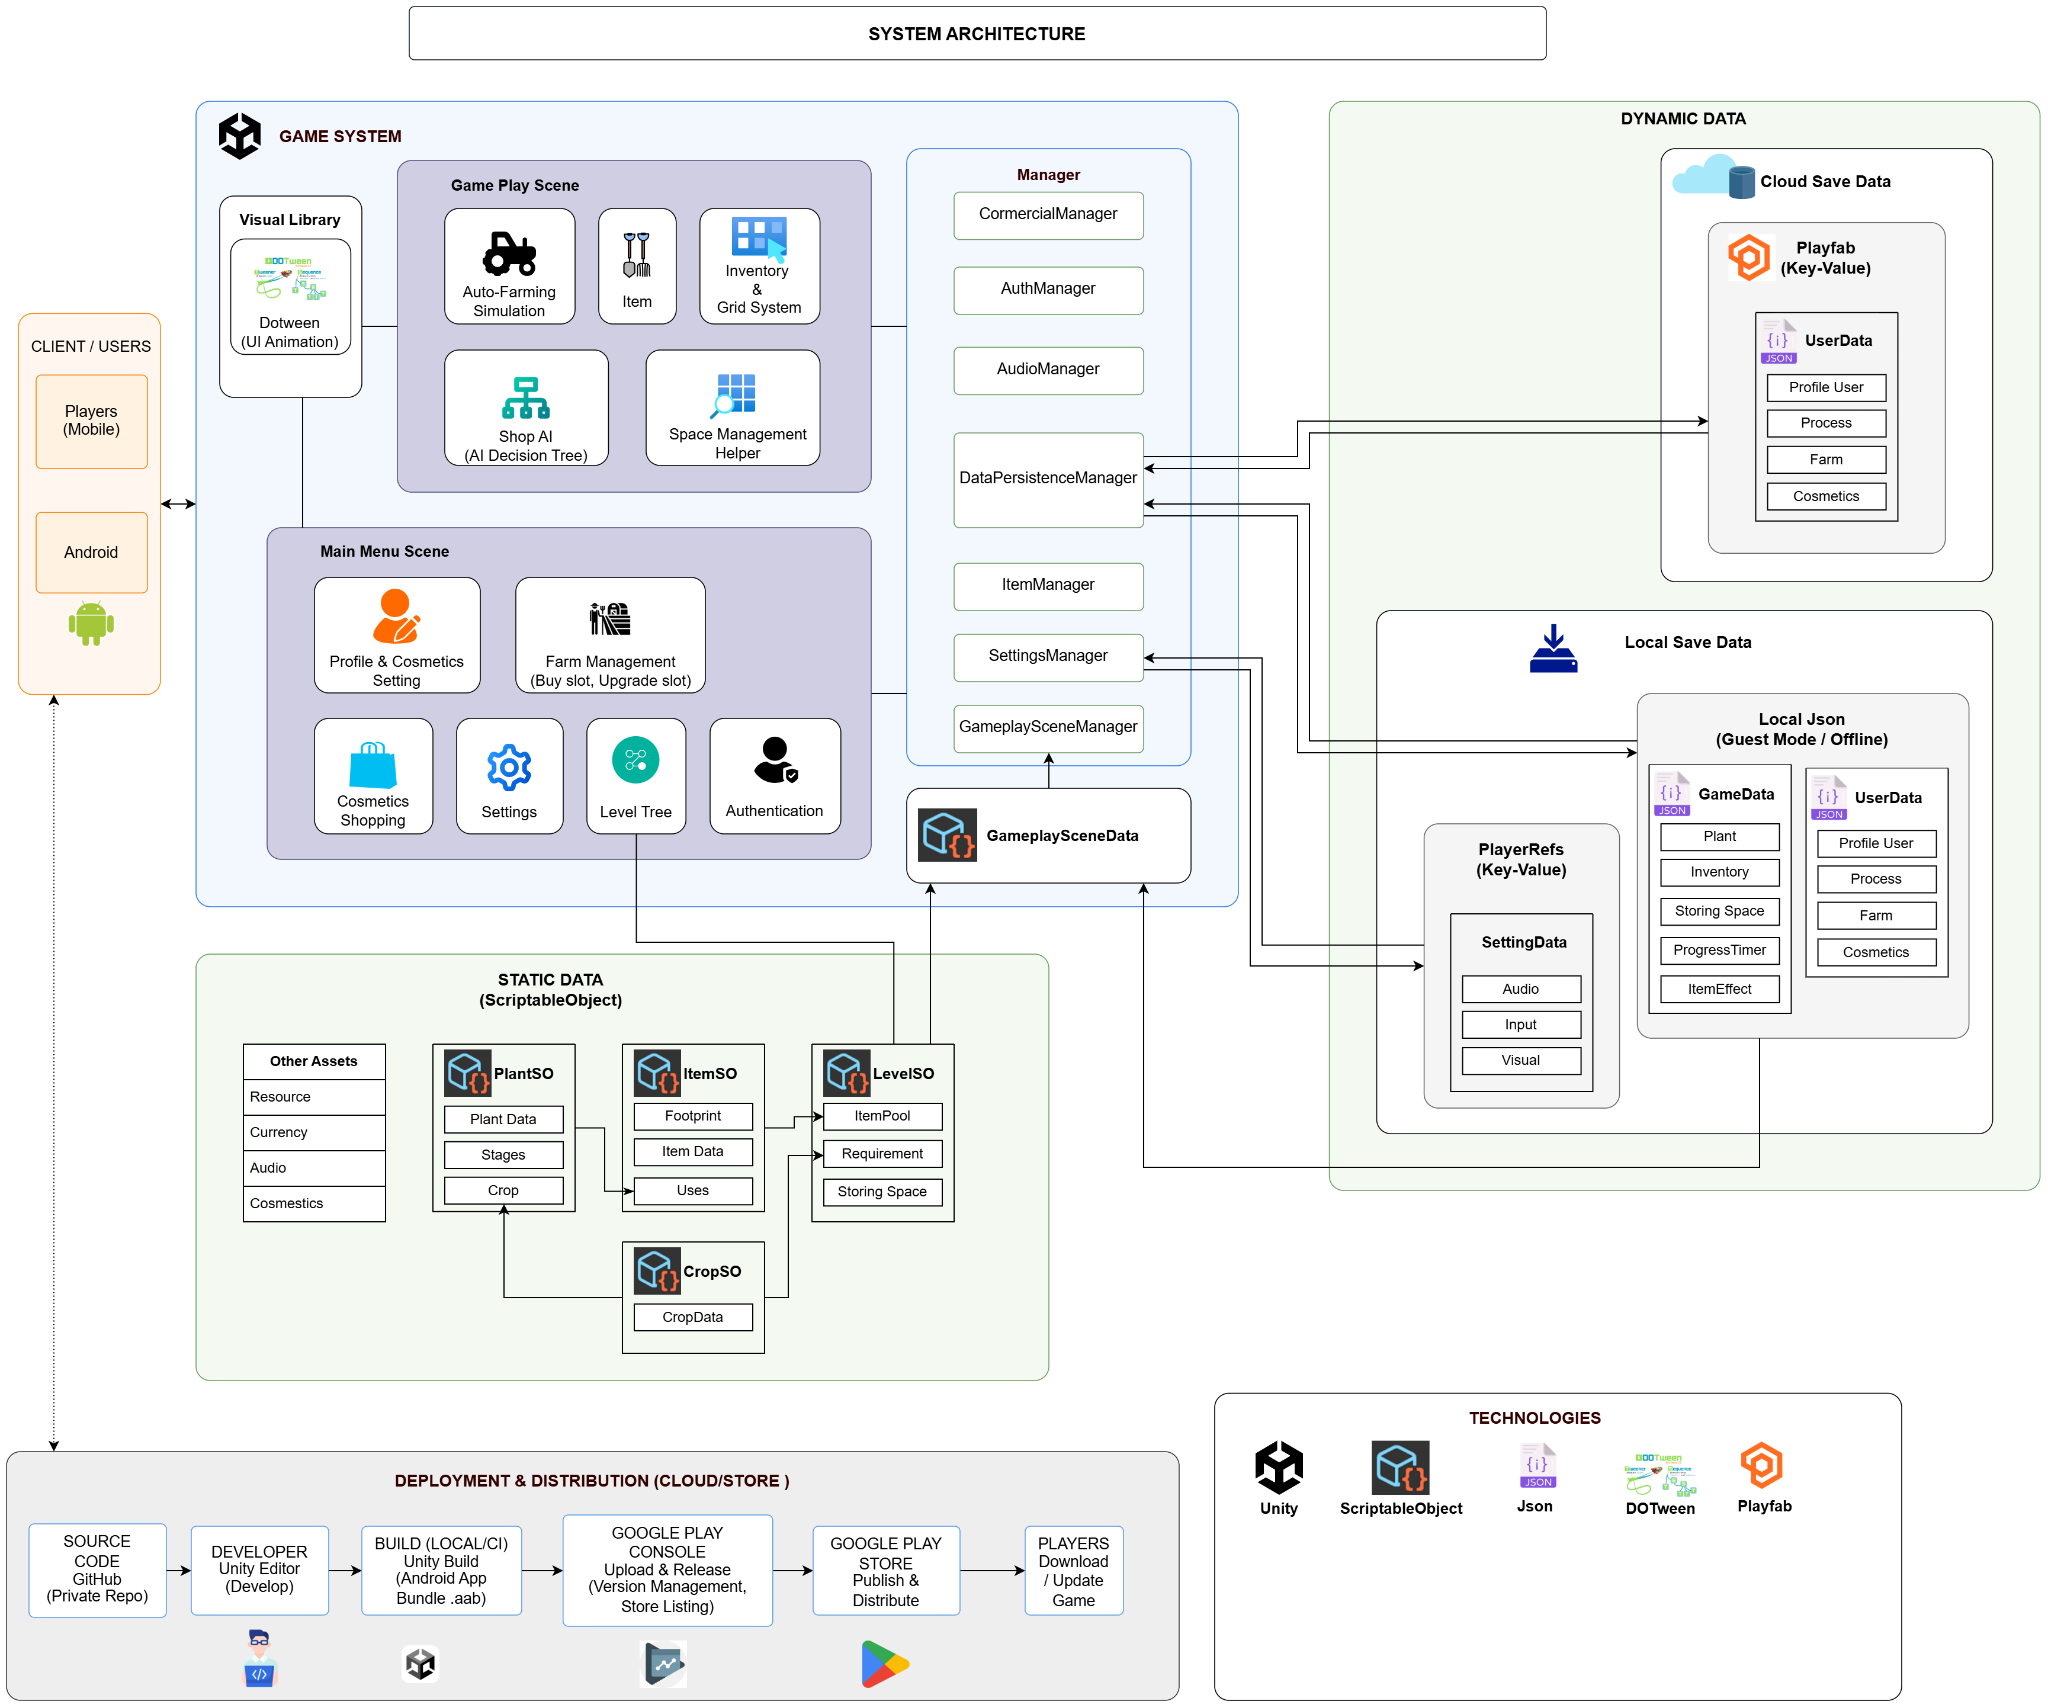 SYSTEM ARCHITECTURE
GAME SYSTEM
Visual Library
DOTween
Dotween
(UI Animation)
Game Play Scene
Auto-Farming
Simulation
Item
Inventory
&
Grid System
Shop AI
(AI Decision Tree)
Space Management
Helper
Main Menu Scene
Profile & Cosmetics
Setting
Farm Management
(Buy slot, Upgrade slot)
Cosmetics
Shopping
Settings
Level Tree
Authentication
Manager
CormercialManager
AuthManager
AudioManager
DataPersistenceManager
ItemManager
SettingsManager
GameplaySceneManager
GameplaySceneData
CLIENT / USERS
Players
(Mobile)
Android
DYNAMIC DATA
Cloud Save Data
Playfab
(Key-Value)
JSON
UserData
Profile User
Process
Farm
Cosmetics
Local Save Data
Local Json
(Guest Mode / Offline)
JSON
GameData
Plant
Inventory
Storing Space
ProgressTimer
ItemEffect
JSON
UserData
Profile User
Process
Farm
Cosmetics
PlayerRefs
(Key-Value)
SettingData
Audio
Input
Visual
STATIC DATA
(ScriptableObject)
Other Assets
Resource
Currency
Audio
Cosmestics
PlantSO
Plant Data
Stages
Crop
ItemSO
Footprint
Item Data
Uses
LevelSO
ItemPool
Requirement
Storing Space
CropSO
CropData
DEPLOYMENT & DISTRIBUTION (CLOUD/STORE )
SOURCE
CODE
GitHub
(Private Repo)
DEVELOPER
Unity Editor
(Develop)
BUILD (LOCAL/CI)
Unity Build
(Android App
Bundle .aab)
GOOGLE PLAY
CONSOLE
Upload & Release
(Version Management,
Store Listing)
GOOGLE PLAY
STORE
Publish &
Distribute
PLAYERS
Download
/ Update
Game
TECHNOLOGIES
Unity
ScriptableObject
JSON
Json
DOTween
DOTween
Playfab